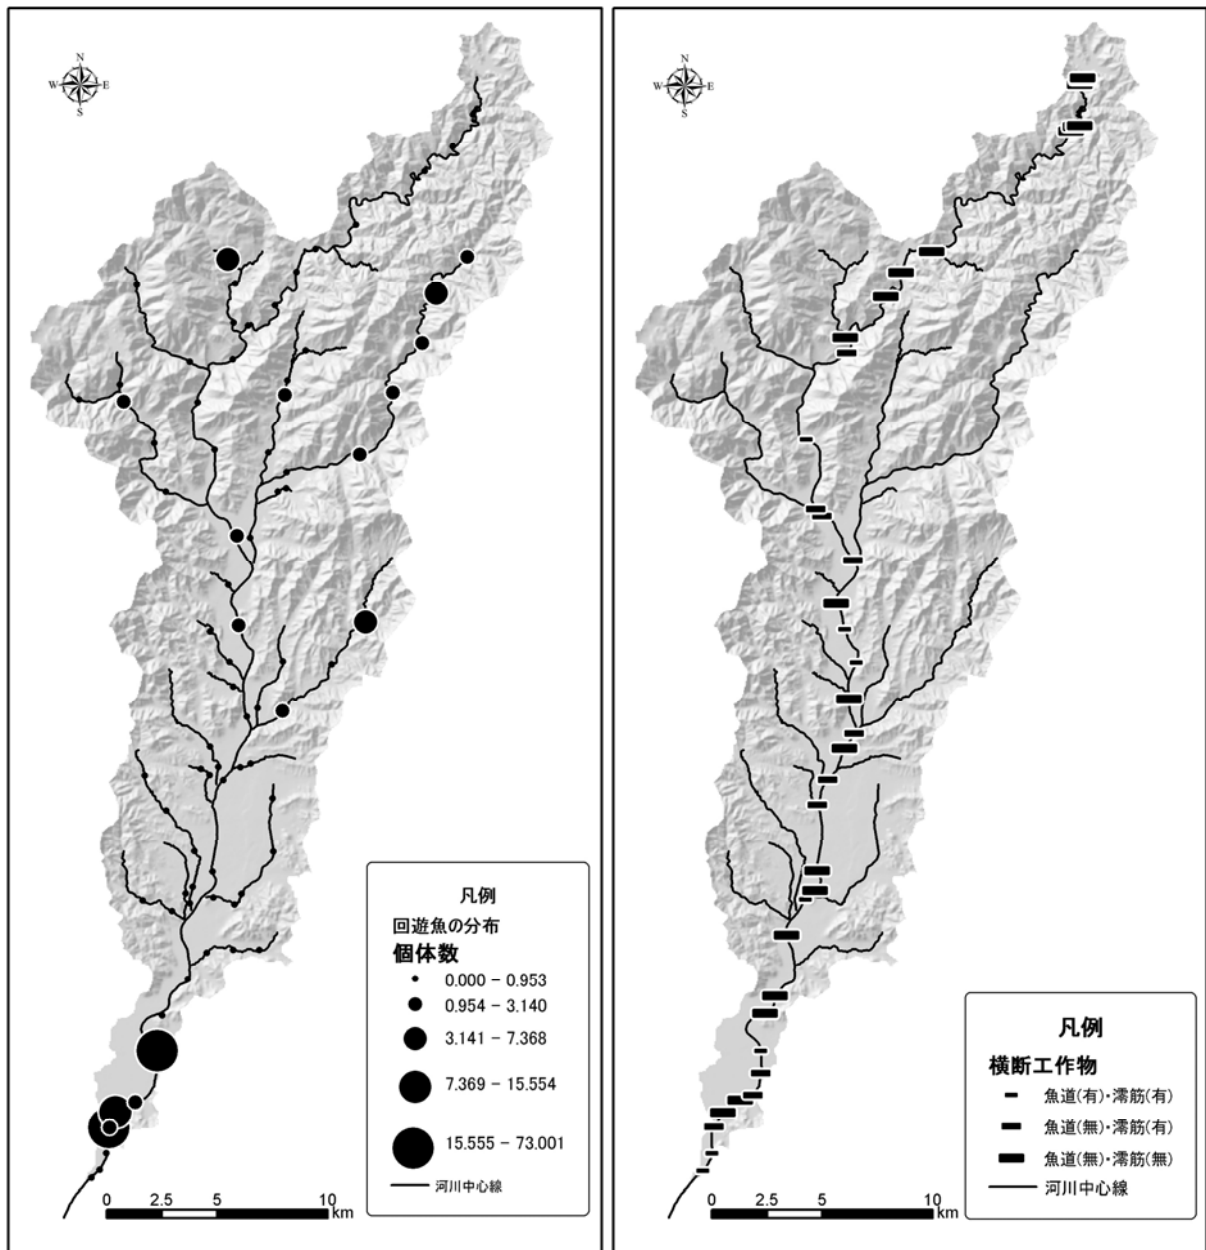 N
W E
S
凡例
回遊魚の分布
個体数
0.000 - 0.953
0.954 - 3.140
3.141 - 7.368
7.369 - 15.554
15.555 - 73.001
河川中心線
0 5 10
km
N
W E
S
凡例
横断工作物
魚道(有)・澪筋(有)
魚道(無)・澪筋(有)
魚道(無)・澪筋(無)
河川中心線
0 2.5 5 10
km